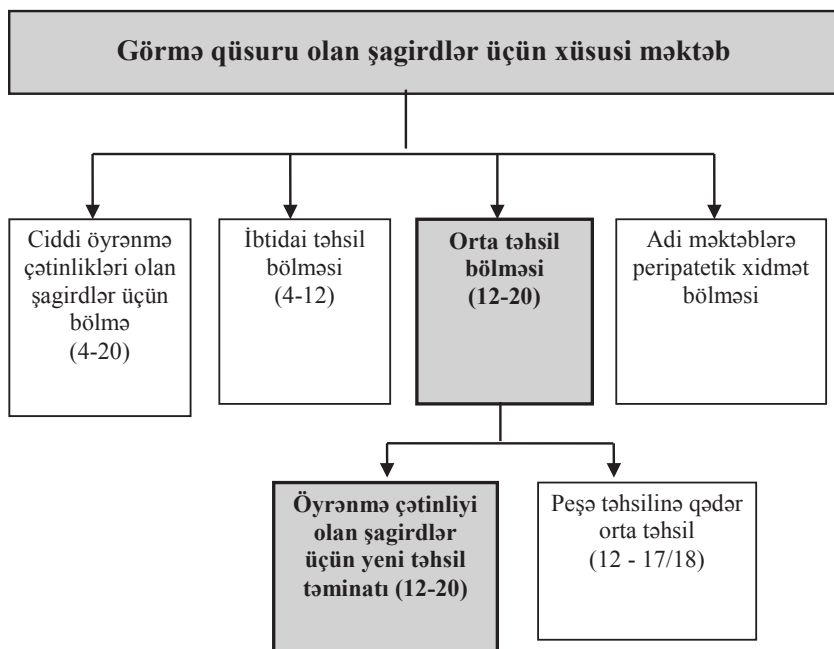 Görmə qüsuru olan şagirdlər üçün xüsusi məktəb
Ciddi öyrənmə
çətinlikləri olan
şagirdlər üçün
bölmə
(4-20)
İbtidai təhsil
bölməsi
(4-12)
Orta təhsil
bölməsi
(12-20)
Adi məktəblərə
peripatetik xidmət
bölməsi
Öyrənmə çətinliyi
olan şagirdlər
üçün yeni təhsil
təminatı (12-20)
Peşə təhsilinə qədər
orta təhsil
(12 - 17/18)